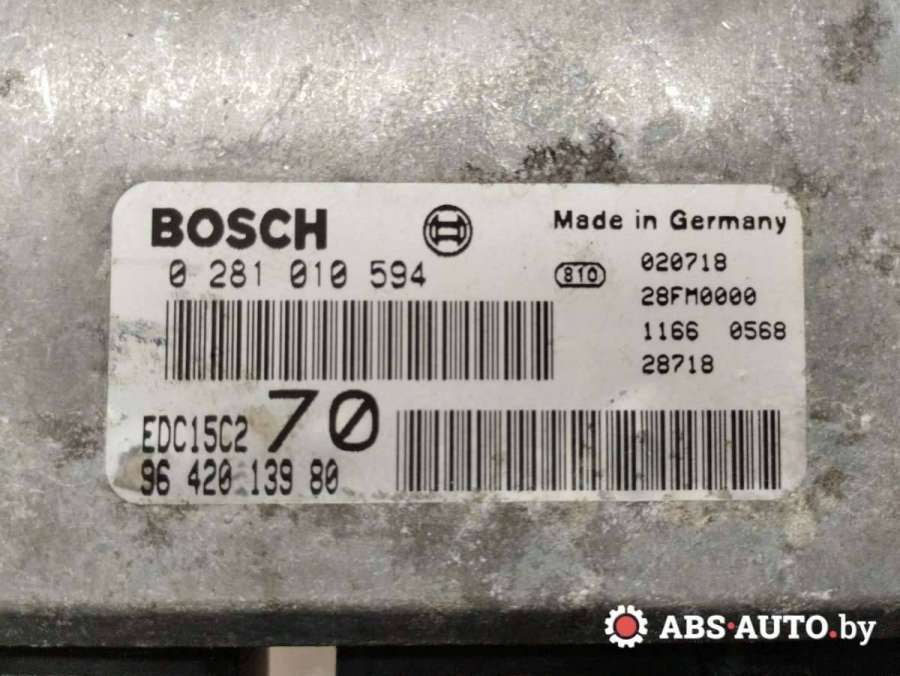 BOSCH
Made in Germany
0 281 010 594
810
020718
28FM0000
1166 0568
28718
EDC15C2
70
96 420 139 80
ABS-AUTO.by